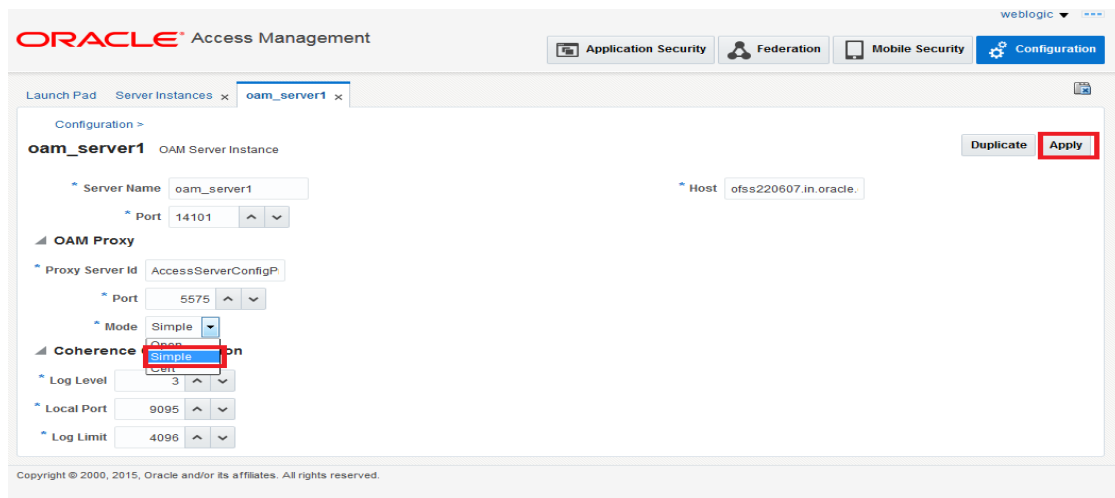 weblogic
ORACLE Access Management
Application Security Federation Mobile Security Configuration
Launch Pad Server Instances x oam_server1 x
Configuration >
oam_server1 OAM Server Instance Duplicate Apply
* Server Name oam_server1 * Host ofss220607.in.oracle.
* Port 14101
OAM Proxy
* Proxy Server Id AccessServerConfigP
* Port 5575
* Mode Simple
Open
Coherence
Simple
Cert
* Log Level 3
* Local Port 9095
* Log Limit 4096
Copyright © 2000, 2015, Oracle and/or its affiliates. All rights reserved.